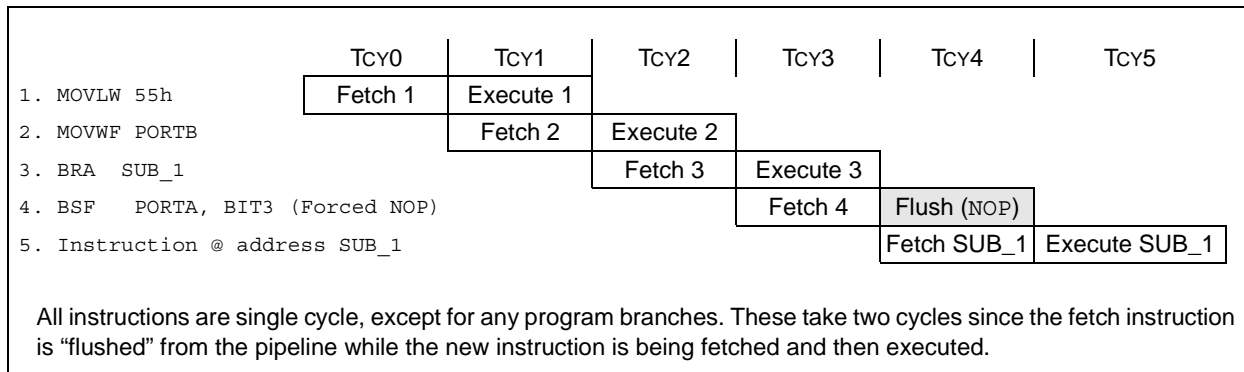 TCY0 TCY1 TCY2 TCY3 TCY4 TCY5
1. MOVLW 55h Fetch 1 Execute 1
2. MOVWF PORTB Fetch 2 Execute 2
3. BRA SUB_1 Fetch 3 Execute 3
4. BSF PORTA, BIT3 (Forced NOP) Fetch 4 Flush (NOP)
5. Instruction @ address SUB_1 Fetch SUB_1 Execute SUB_1
All instructions are single cycle, except for any program branches. These take two cycles since the fetch instruction
is “flushed” from the pipeline while the new instruction is being fetched and then executed.